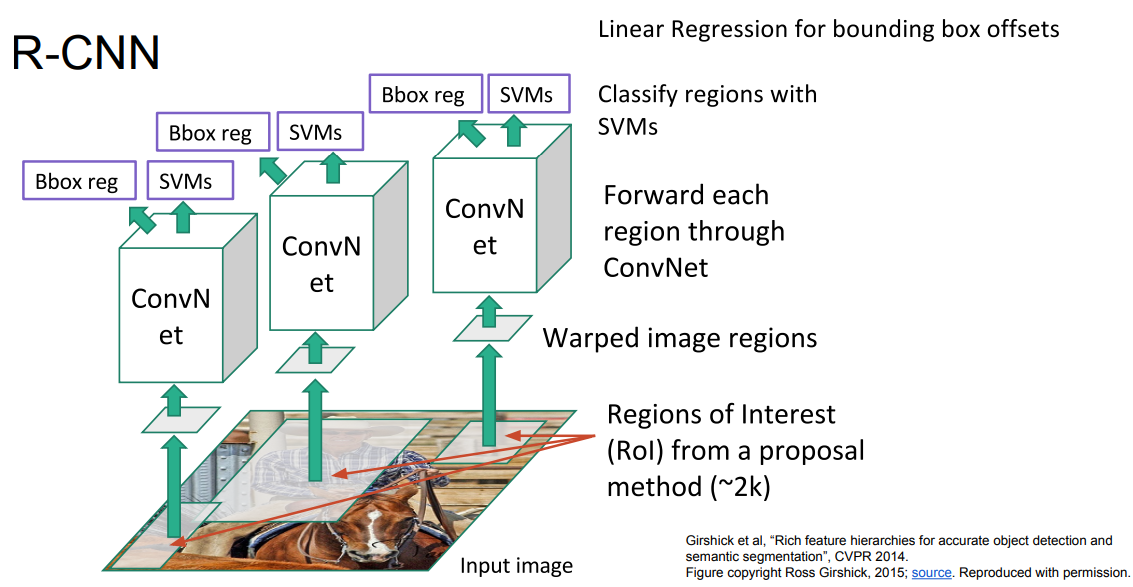 R-CNN
Linear Regression for bounding box offsets
Bbox reg
SVMs
Classify regions with
SVMs
Bbox reg
SVMs
Bbox reg
SVMs
ConvN
et
Forward each
region through
ConvNet
ConvN
et
ConvN
et
Warped image regions
Regions of Interest
(RoI) from a proposal
method (~2k)
Input image
Girshick et al, “Rich feature hierarchies for accurate object detection and
semantic segmentation”, CVPR 2014.
Figure copyright Ross Girshick, 2015; source. Reproduced with permission.